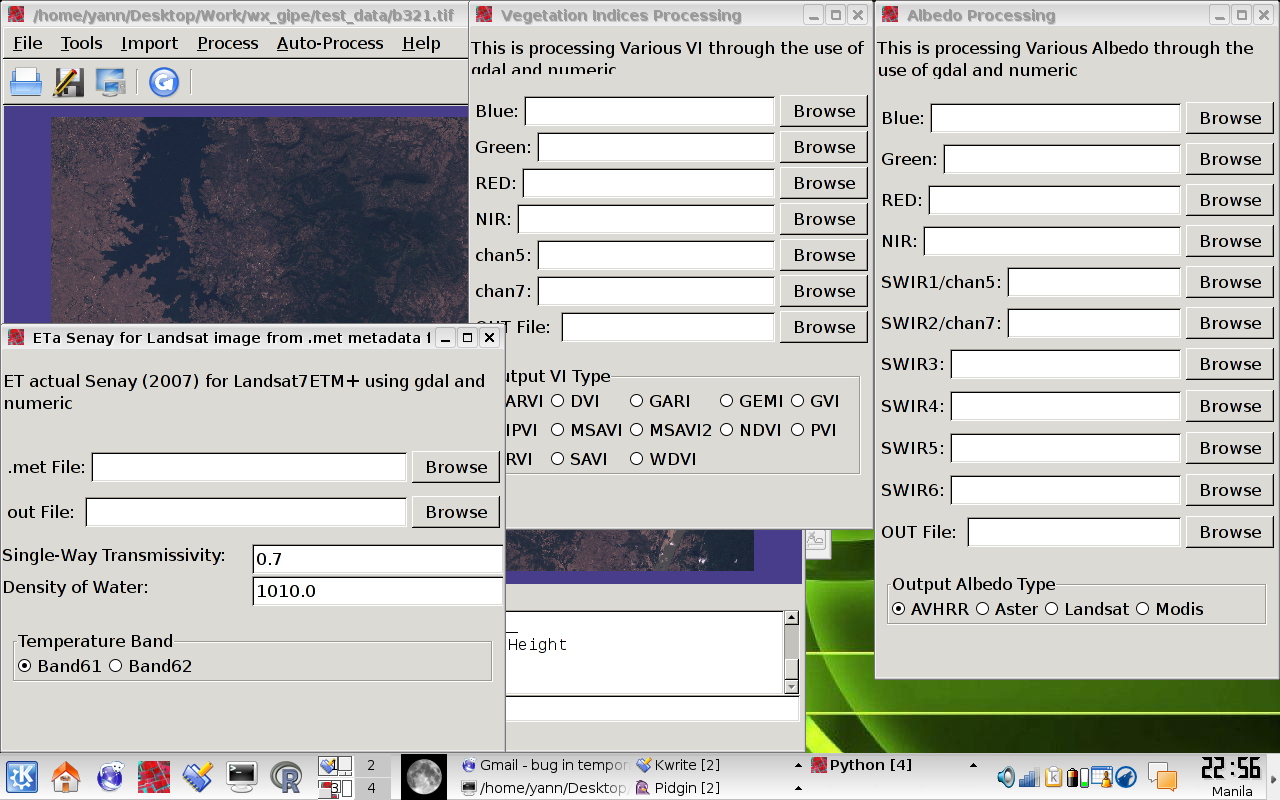 /home/yann/Desktop/Work/wx_gipe/test_data/b321.tif
File Tools Import Process Auto-Process Help
Vegetation Indices Processing
This is processing Various VI through the use of
gdal and numeric
Blue: Browse
Green: Browse
RED: Browse
NIR: Browse
chan5: Browse
chan7: Browse
OUT File: Browse
utput VI Type
ARVI DVI GARI GEMI GVI
IPVI MSAVI MSAVI2 NDVI PVI
RVI SAVI WDVI
Albedo Processing
This is processing Various Albedo through the
use of gdal and numeric
Blue: Browse
Green: Browse
RED: Browse
NIR: Browse
SWIR1/chan5: Browse
SWIR2/chan7: Browse
SWIR3: Browse
SWIR4: Browse
SWIR5: Browse
SWIR6: Browse
OUT File: Browse
Output Albedo Type
AVHRR Aster Landsat Modis
ETa Senay for Landsat image from .met metadata f
ET actual Senay (2007) for Landsat7ETM+ using gdal and
numeric
.met File: Browse
out File: Browse
Single-Way Transmissivity: 0.7
Density of Water: 1010.0
Temperature Band
Band61 Band62
Height
2
4
Gmail - bug in tempor
Kwrite [2]
Python [4]
/home/yann/Desktop/
Pidgin [2]
22:56
Manila